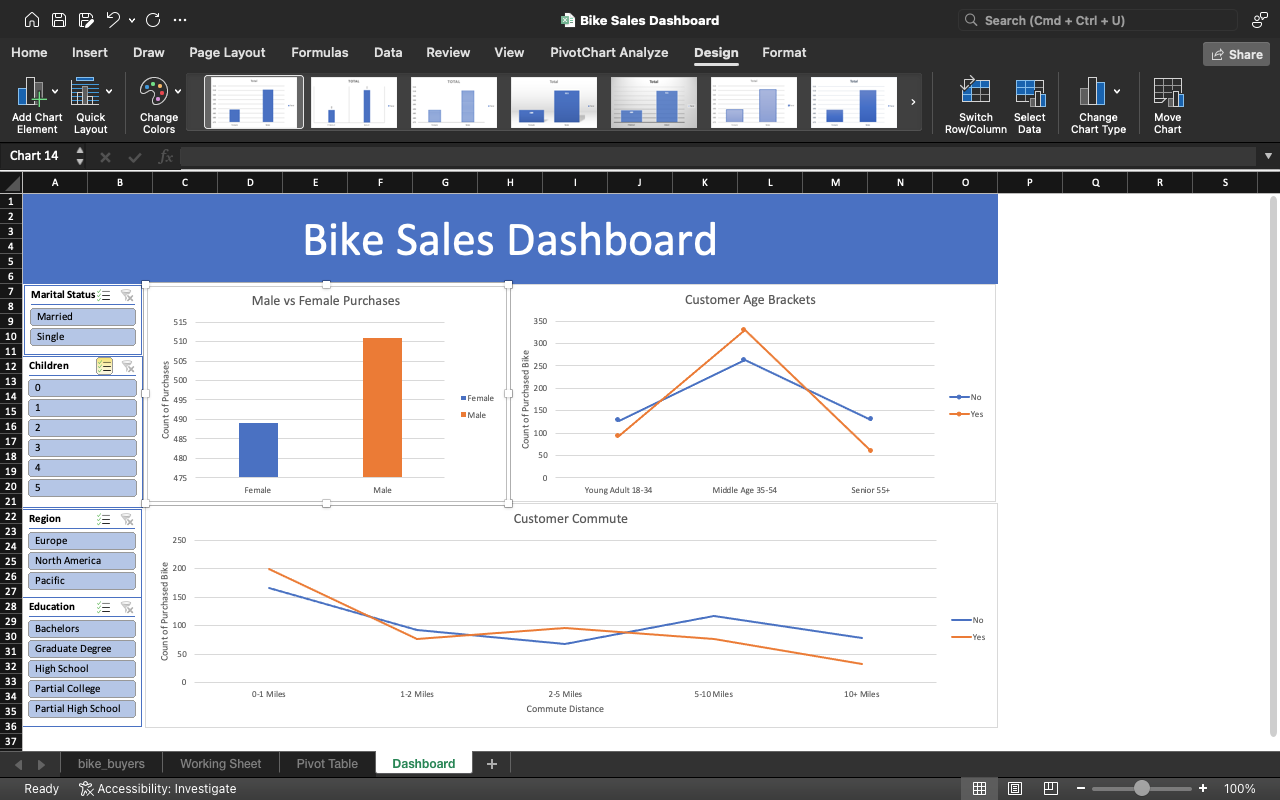 Bike Sales Dashboard
Search (Cmd + Ctrl + U)
Home Insert Draw Page Layout Formulas Data Review View PivotChart Analyze Design Format
Share
Add Chart Element
Quick Layout
Change Colors
Switch Row/Column
Select Data
Change Chart Type
Move Chart
Chart 14
fx
A B C D E F G H I J K L M N O P Q R S
1
2
3
4
5
6
7
8
9
10
11
12
13
14
15
16
17
18
19
20
21
22
23
24
25
26
27
28
29
30
31
32
33
34
35
36
37
Bike Sales Dashboard
Marital Status
Married
Single
Children
0
1
2
3
4
5
Region
Europe
North America
Pacific
Education
Bachelors
Graduate Degree
High School
Partial College
Partial High School
Male vs Female Purchases
Count of Purchases
515
510
505
500
495
490
485
480
475
Female Male
Female
Male
Customer Age Brackets
Count of Purchased Bike
350
300
250
200
150
100
50
0
Young Adult 18-34 Middle Age 35-54 Senior 55+
No
Yes
Customer Commute
Count of Purchased Bike
250
200
150
100
50
0
0-1 Miles 1-2 Miles 2-5 Miles 5-10 Miles 10+ Miles
Commute Distance
No
Yes
bike_buyers Working Sheet Pivot Table Dashboard
Ready Accessibility: Investigate 100%